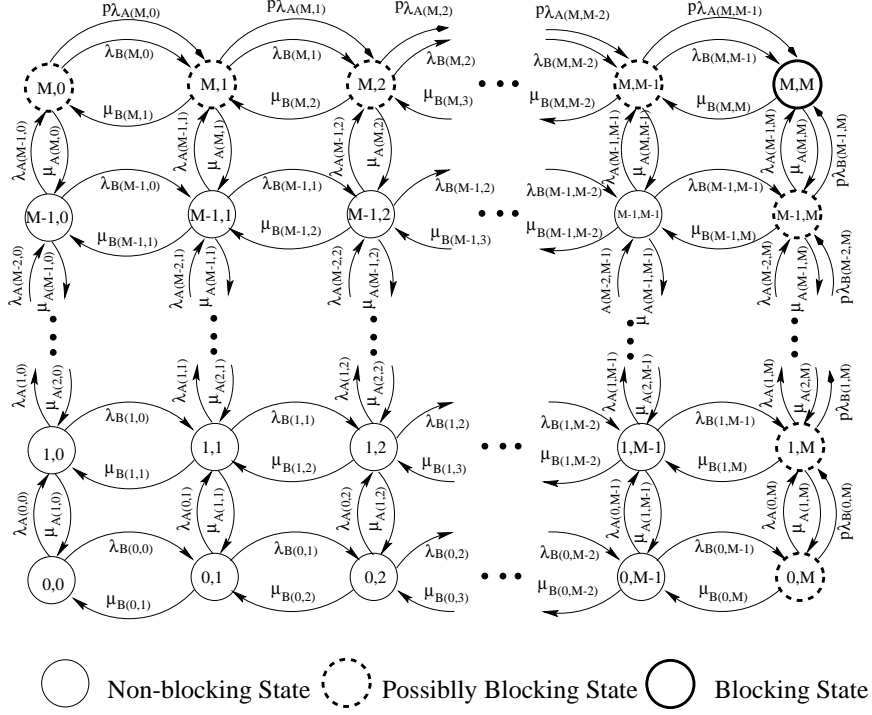 pλA(M,0) pλA(M,1) pλA(M,2) pλA(M,M-2) pλA(M,M-1)
λB(M,0) λB(M,1) λB(M,2) λB(M,M-2) λB(M,M-1)
M,0 M,1 M,2 M,M-1 M,M
μB(M,1) μB(M,2) μB(M,3) μB(M,M-2) μB(M,M)
λA(M-1,0) μA(M,0) λA(M-1,1) μA(M,1) λA(M-1,2) μA(M,2) λA(M-1,M-1) μA(M,M-1) λA(M-1,M) μA(M,M) pλB(M-1,M)
λB(M-1,0) λB(M-1,1) λB(M-1,2) λB(M-1,M-2) λB(M-1,M-1)
M-1,0 M-1,1 M-1,2 M-1,M-1 M-1,M
μB(M-1,1) μB(M-1,2) μB(M-1,3) μB(M-1,M-2) μB(M-1,M)
λA(M-2,0) μA(M-1,0) λA(M-2,1) μA(M-1,1) λA(M-2,2) μA(M-1,2) A(M-2,M-1) μA(M-1,M-1) λA(M-2,M) μA(M-1,M) pλB(M-2,M)
λA(1,0) μA(2,0) λA(1,1) μA(2,1) λA(1,2) μA(2,2) λA(1,M-1) μA(2,M-1) λA(1,M) μA(2,M) pλB(1,M)
λB(1,0) λB(1,1) λB(1,2) λB(1,M-2) λB(1,M-1)
1,0 1,1 1,2 1,M-1 1,M
μB(1,1) μB(1,2) μB(1,3) μB(1,M-2) μB(1,M)
λA(0,0) μA(1,0) λA(0,1) μA(1,1) λA(0,2) μA(1,2) λA(0,M-1) μA(1,M-1) λA(0,M) μA(1,M) pλB(0,M)
λB(0,0) λB(0,1) λB(0,2) λB(0,M-2) λB(0,M-1)
0,0 0,1 0,2 0,M-1 0,M
μB(0,1) μB(0,2) μB(0,3) μB(0,M-2) μB(0,M)
Non-blocking State Possiblly Blocking State Blocking State